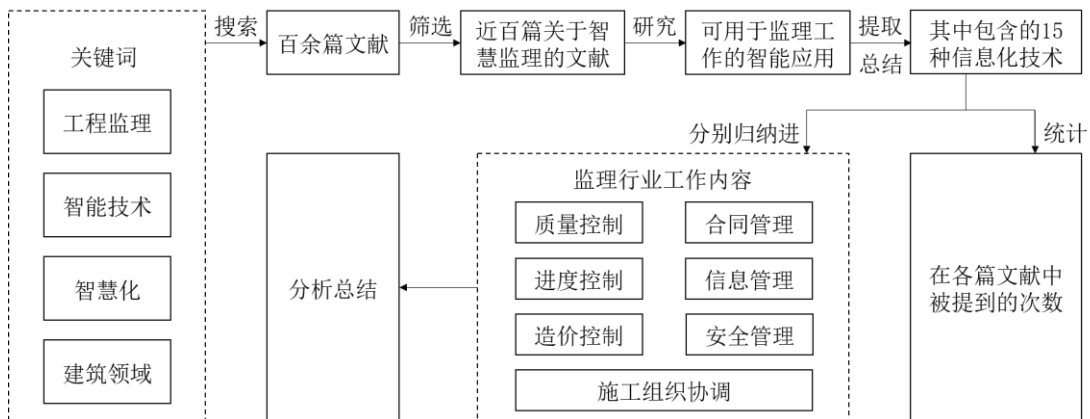 关键词
工程监理
智能技术
智慧化
建筑领域
搜索
百余篇文献
筛选
近百篇关于智
慧监理的文献
研究
可用于监理工
作的智能应用
提取
总结
其中包含的15
种信息化技术
分别归纳进
统计
监理行业工作内容
质量控制
合同管理
进度控制
信息管理
造价控制
安全管理
施工组织协调
分析总结
在各篇文献中
被提到的次数